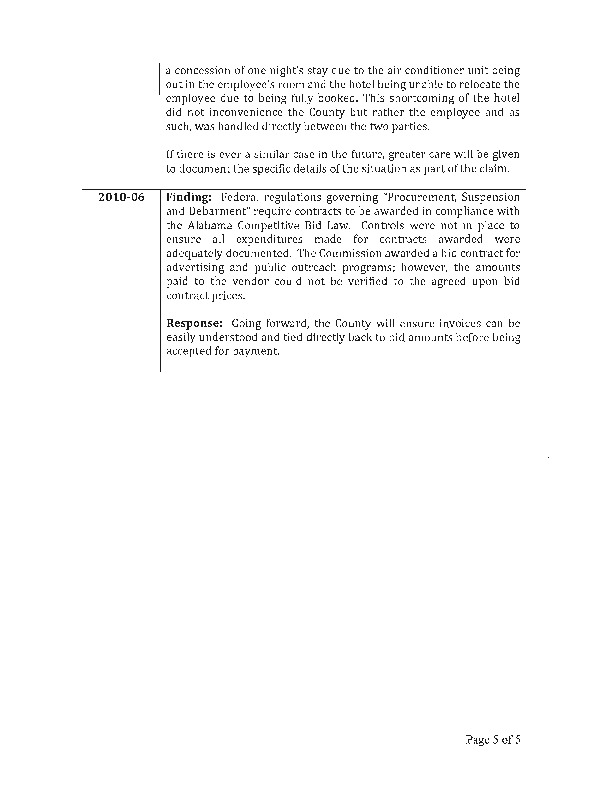 a concession of one night's stay due to the air conditioner unit being
out in the employee's room and the hotel being unable to relocate the
employee due to being fully booked. This shortcoming of the hotel
did not inconvenience the County but rather the employee and as
such, was handled directly between the two parties.
If there is ever a similar case in the future, greater care will be given
to document the specific details of the situation as part of the claim.
2010-06 Finding: Federal regulations governing "Procurement, Suspension
and Debarment" require contracts to be awarded in compliance with
the Alabama Competitive Bid Law. Controls were not in place to
ensure all expenditures made for contracts awarded were
adequately documented. The Commission awarded a bid contract for
advertising and public outreach programs; however, the amounts
paid to the vendor could not be verified to the agreed upon bid
contract prices.
Response: Going forward, the County will ensure invoices can be
easily understood and tied directly back to bid amounts before being
accepted for payment.
Page 5 of 5